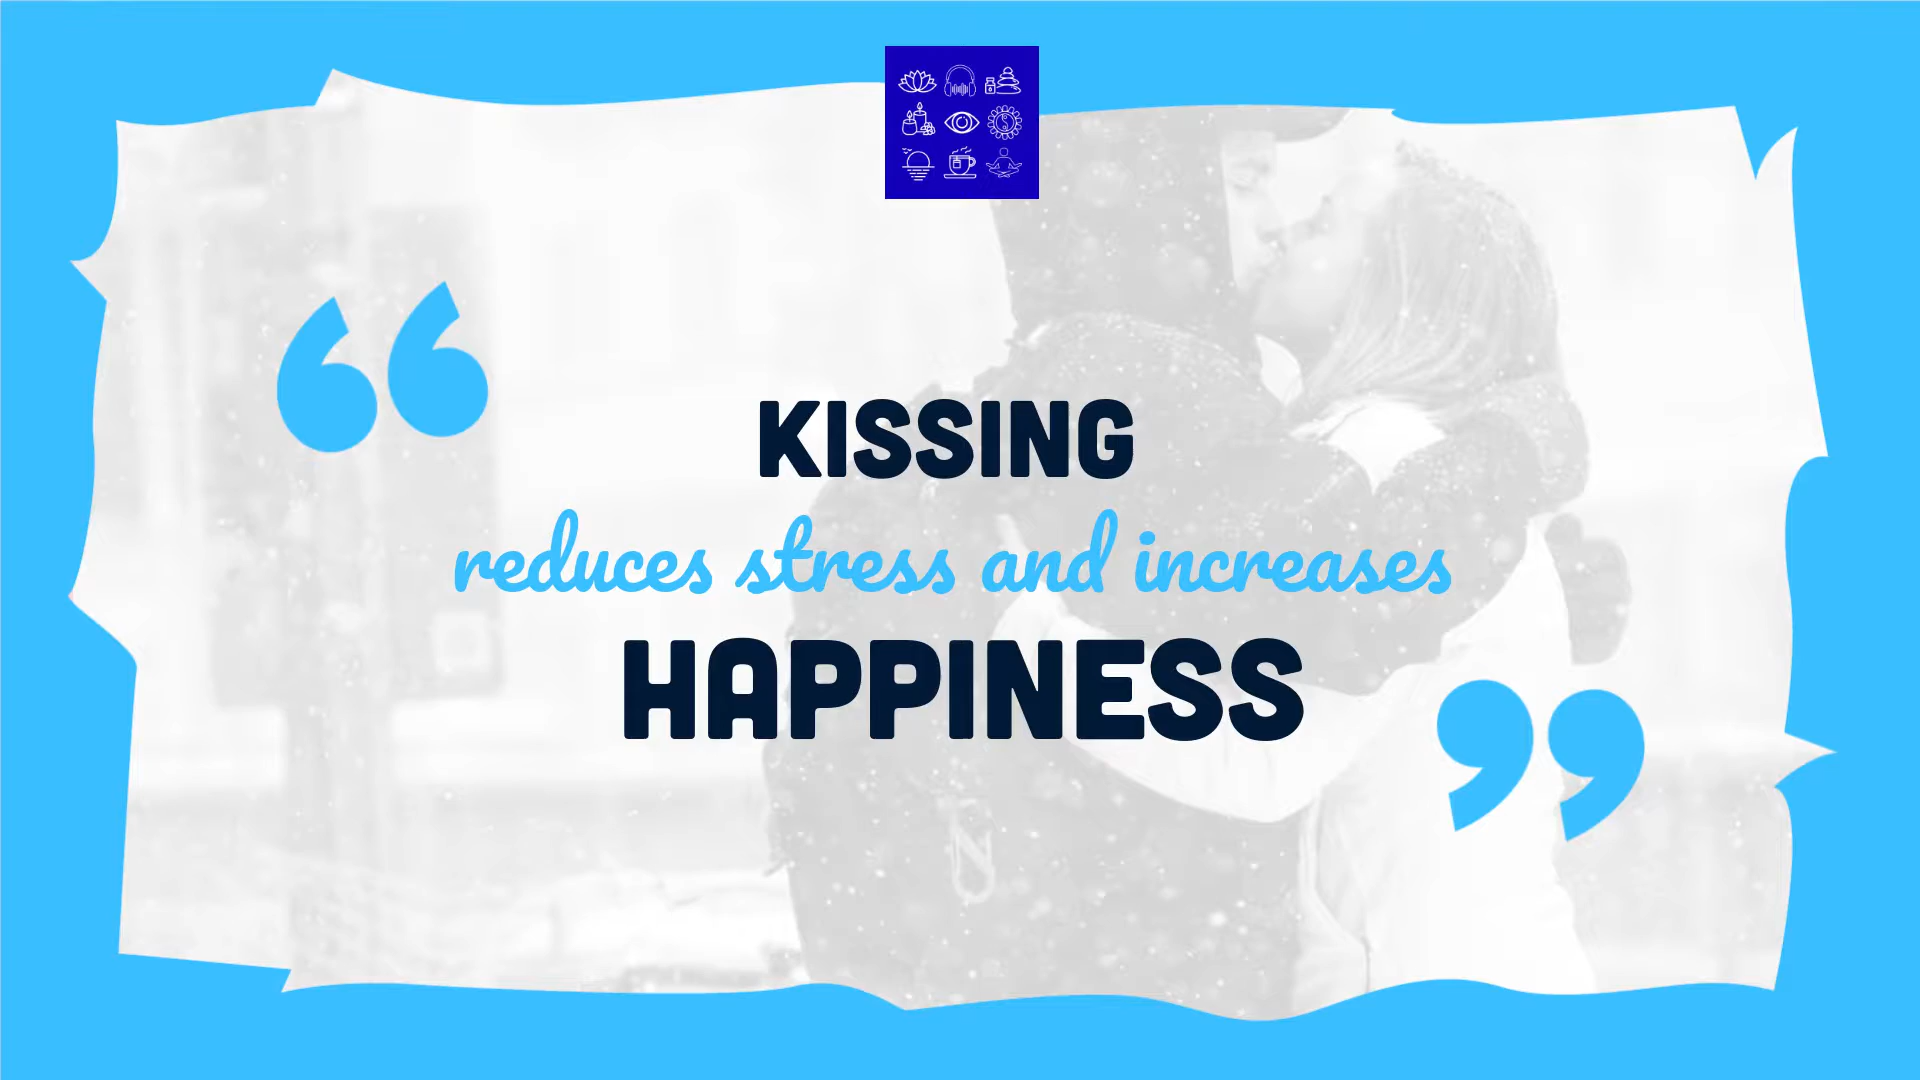 “
KISSING
reduces stress and increases
HAPPINESS
”